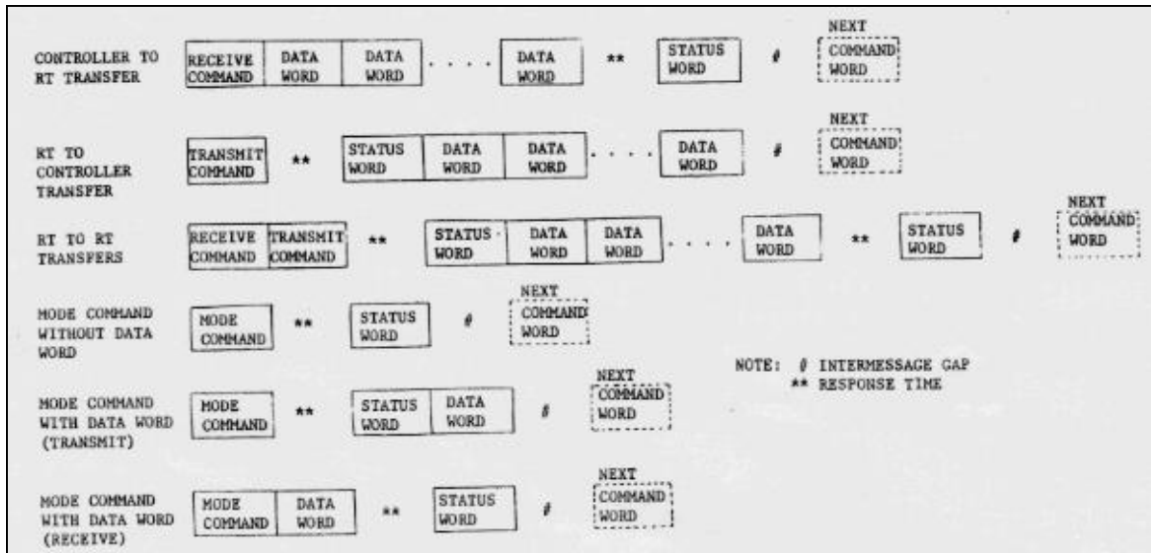 NEXT
CONTROLLER TO RT TRANSFER
RECEIVE COMMAND
DATA WORD
DATA WORD
. . . .
DATA WORD
**
STATUS WORD
#
COMMAND WORD
NEXT
RT TO CONTROLLER TRANSFER
TRANSMIT COMMAND
**
STATUS WORD
DATA WORD
DATA WORD
. . . .
DATA WORD
#
COMMAND WORD
NEXT
RT TO RT TRANSFERS
RECEIVE COMMAND
TRANSMIT COMMAND
**
STATUS WORD
DATA WORD
DATA WORD
. . . .
DATA WORD
**
STATUS WORD
#
COMMAND WORD
NEXT
MODE COMMAND WITHOUT DATA WORD
MODE COMMAND
**
STATUS WORD
#
COMMAND WORD
NOTE: # INTERMESSAGE GAP
** RESPONSE TIME
NEXT
MODE COMMAND WITH DATA WORD (TRANSMIT)
MODE COMMAND
**
STATUS WORD
DATA WORD
#
COMMAND WORD
NEXT
MODE COMMAND WITH DATA WORD (RECEIVE)
MODE COMMAND
DATA WORD
**
STATUS WORD
#
COMMAND WORD